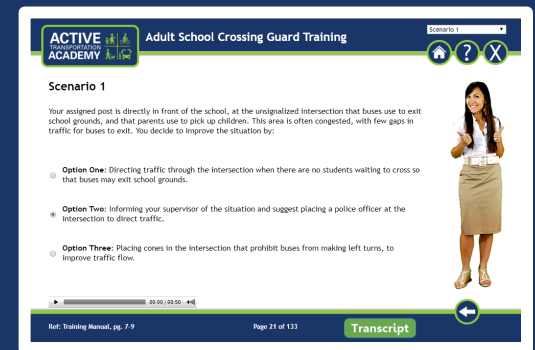 ACTIVE
TRANSPORTATION
ACADEMY
Adult School Crossing Guard Training
Scenario 1
?
X
Scenario 1
Your assigned post is directly in front of the school, at the unsignalized intersection that buses use to exit
school grounds, and that parents use to pick up children. This area is often congested, with few gaps in
traffic for buses to exit. You decide to improve the situation by:
Option One: Directing traffic through the intersection when there are no students waiting to cross so
that buses may exit school grounds.
Option Two: Informing your supervisor of the situation and suggest placing a police officer at the
intersection to direct traffic.
Option Three: Placing cones in the intersection that prohibit buses from making left turns, to
improve traffic flow.
00:00 | 00:50
Ref: Training Manual, pg. 7-9
Page 21 of 133
Transcript